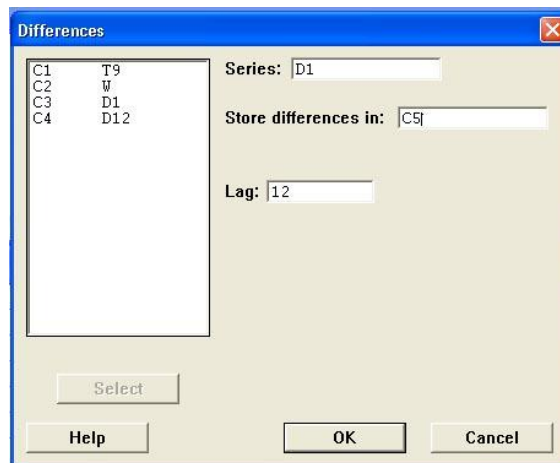 Differences
C1 T9
C2 W
C3 D1
C4 D12
Series: D1
Store differences in: C5
Lag: 12
Select
Help
OK
Cancel